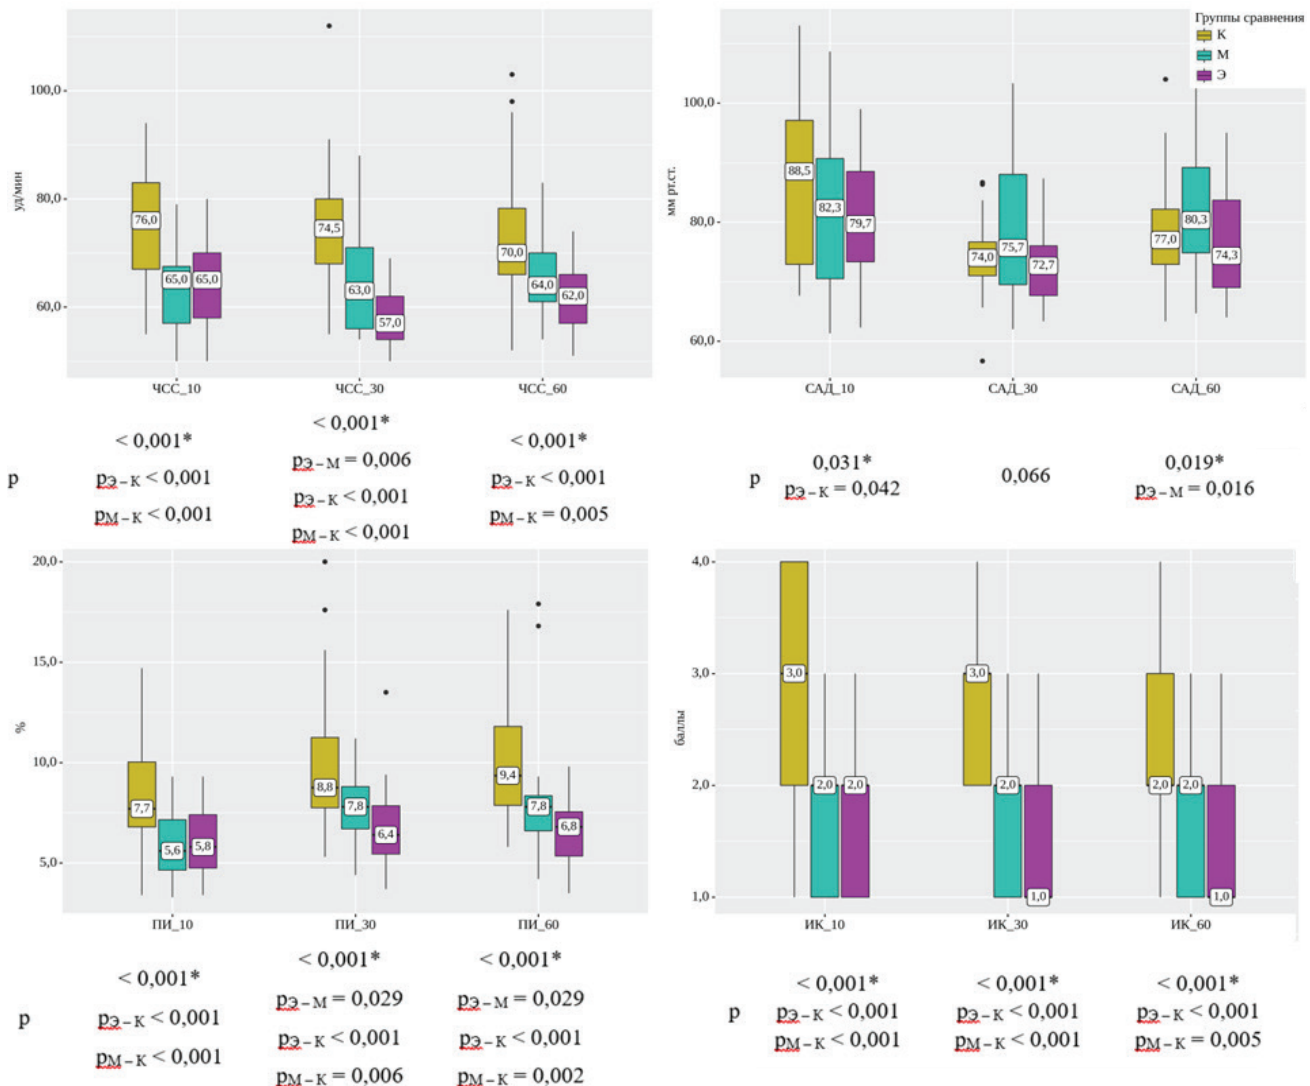 100,0
80,0
60,0
уд/мин
76,0
65,0
65,0
74,5
63,0
57,0
70,0
64,0
62,0
ЧСС_10 ЧСС_30 ЧСС_60
p
< 0,001*
pЭ – К < 0,001
pМ – К < 0,001
< 0,001*
pЭ – М = 0,006
pЭ – К < 0,001
pМ – К < 0,001
< 0,001*
pЭ – К < 0,001
pМ – К = 0,005
Группы сравнения
К
М
Э
100,0
80,0
60,0
мм рт.ст.
88,5
82,3
79,7
74,0
75,7
72,7
77,0
80,3
74,3
САД_10 САД_30 САД_60
p
0,031*
pЭ – К = 0,042
0,066
0,019*
pЭ – М = 0,016
20,0
15,0
10,0
5,0
%
7,7
5,6
5,8
8,8
7,8
6,4
9,4
7,8
6,8
ПИ_10 ПИ_30 ПИ_60
p
< 0,001*
pЭ – К < 0,001
pМ – К < 0,001
< 0,001*
pЭ – М = 0,029
pЭ – К < 0,001
pМ – К = 0,006
< 0,001*
pЭ – М = 0,029
pЭ – К < 0,001
pМ – К = 0,002
4,0
3,0
2,0
1,0
баллы
3,0
2,0
2,0
3,0
2,0
1,0
2,0
2,0
1,0
ИК_10 ИК_30 ИК_60
p
< 0,001*
pЭ – К < 0,001
pМ – К < 0,001
< 0,001*
pЭ – К < 0,001
pМ – К < 0,001
< 0,001*
pЭ – К < 0,001
pМ – К = 0,005